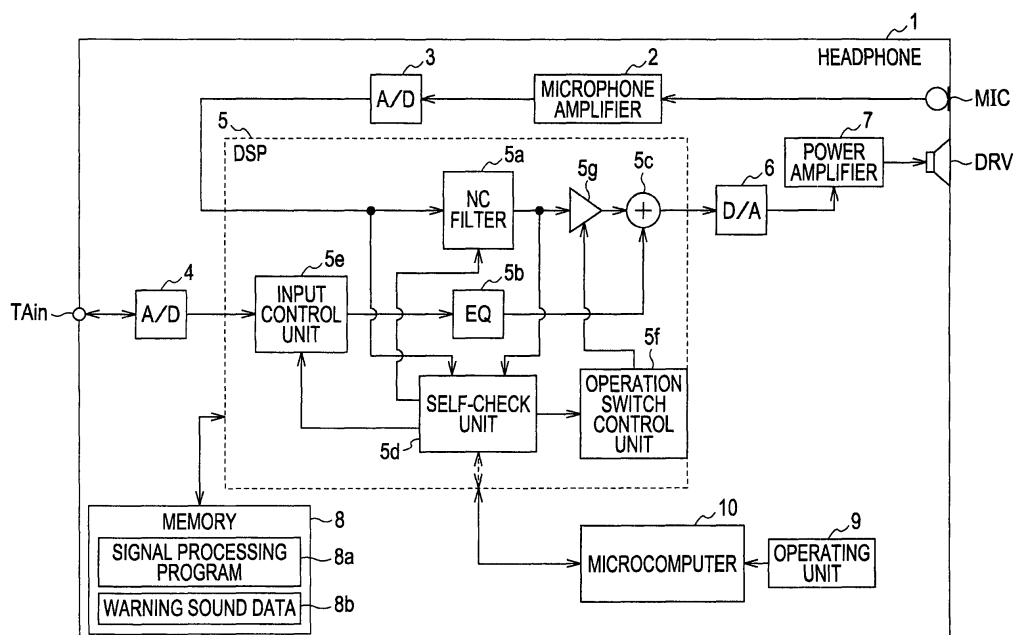 1
HEADPHONE
3
2
A/D
MICROPHONE
AMPLIFIER
MIC
5
DSP
5a
5g
5c
6
7
POWER
AMPLIFIER
DRV
NC
FILTER
+
D/A
4
5e
5b
TAin
A/D
INPUT
CONTROL
UNIT
EQ
5f
SELF-CHECK
UNIT
5d
OPERATION
SWITCH
CONTROL
UNIT
MEMORY
8
SIGNAL PROCESSING
PROGRAM
8a
WARNING SOUND DATA
8b
10
MICROCOMPUTER
9
OPERATING
UNIT